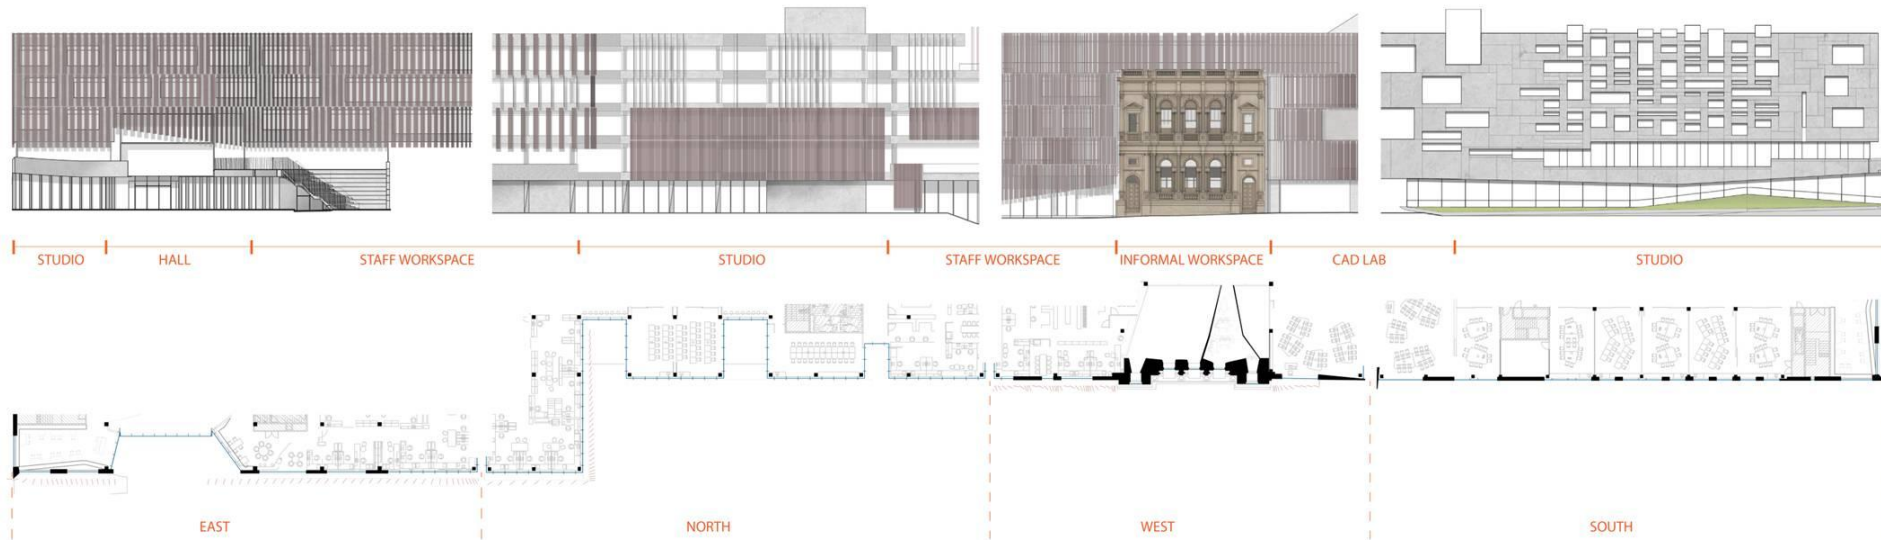 STUDIO HALL STAFF WORKSPACE STUDIO STAFF WORKSPACE INFORMAL WORKSPACE CAD LAB STUDIO
EAST NORTH WEST SOUTH